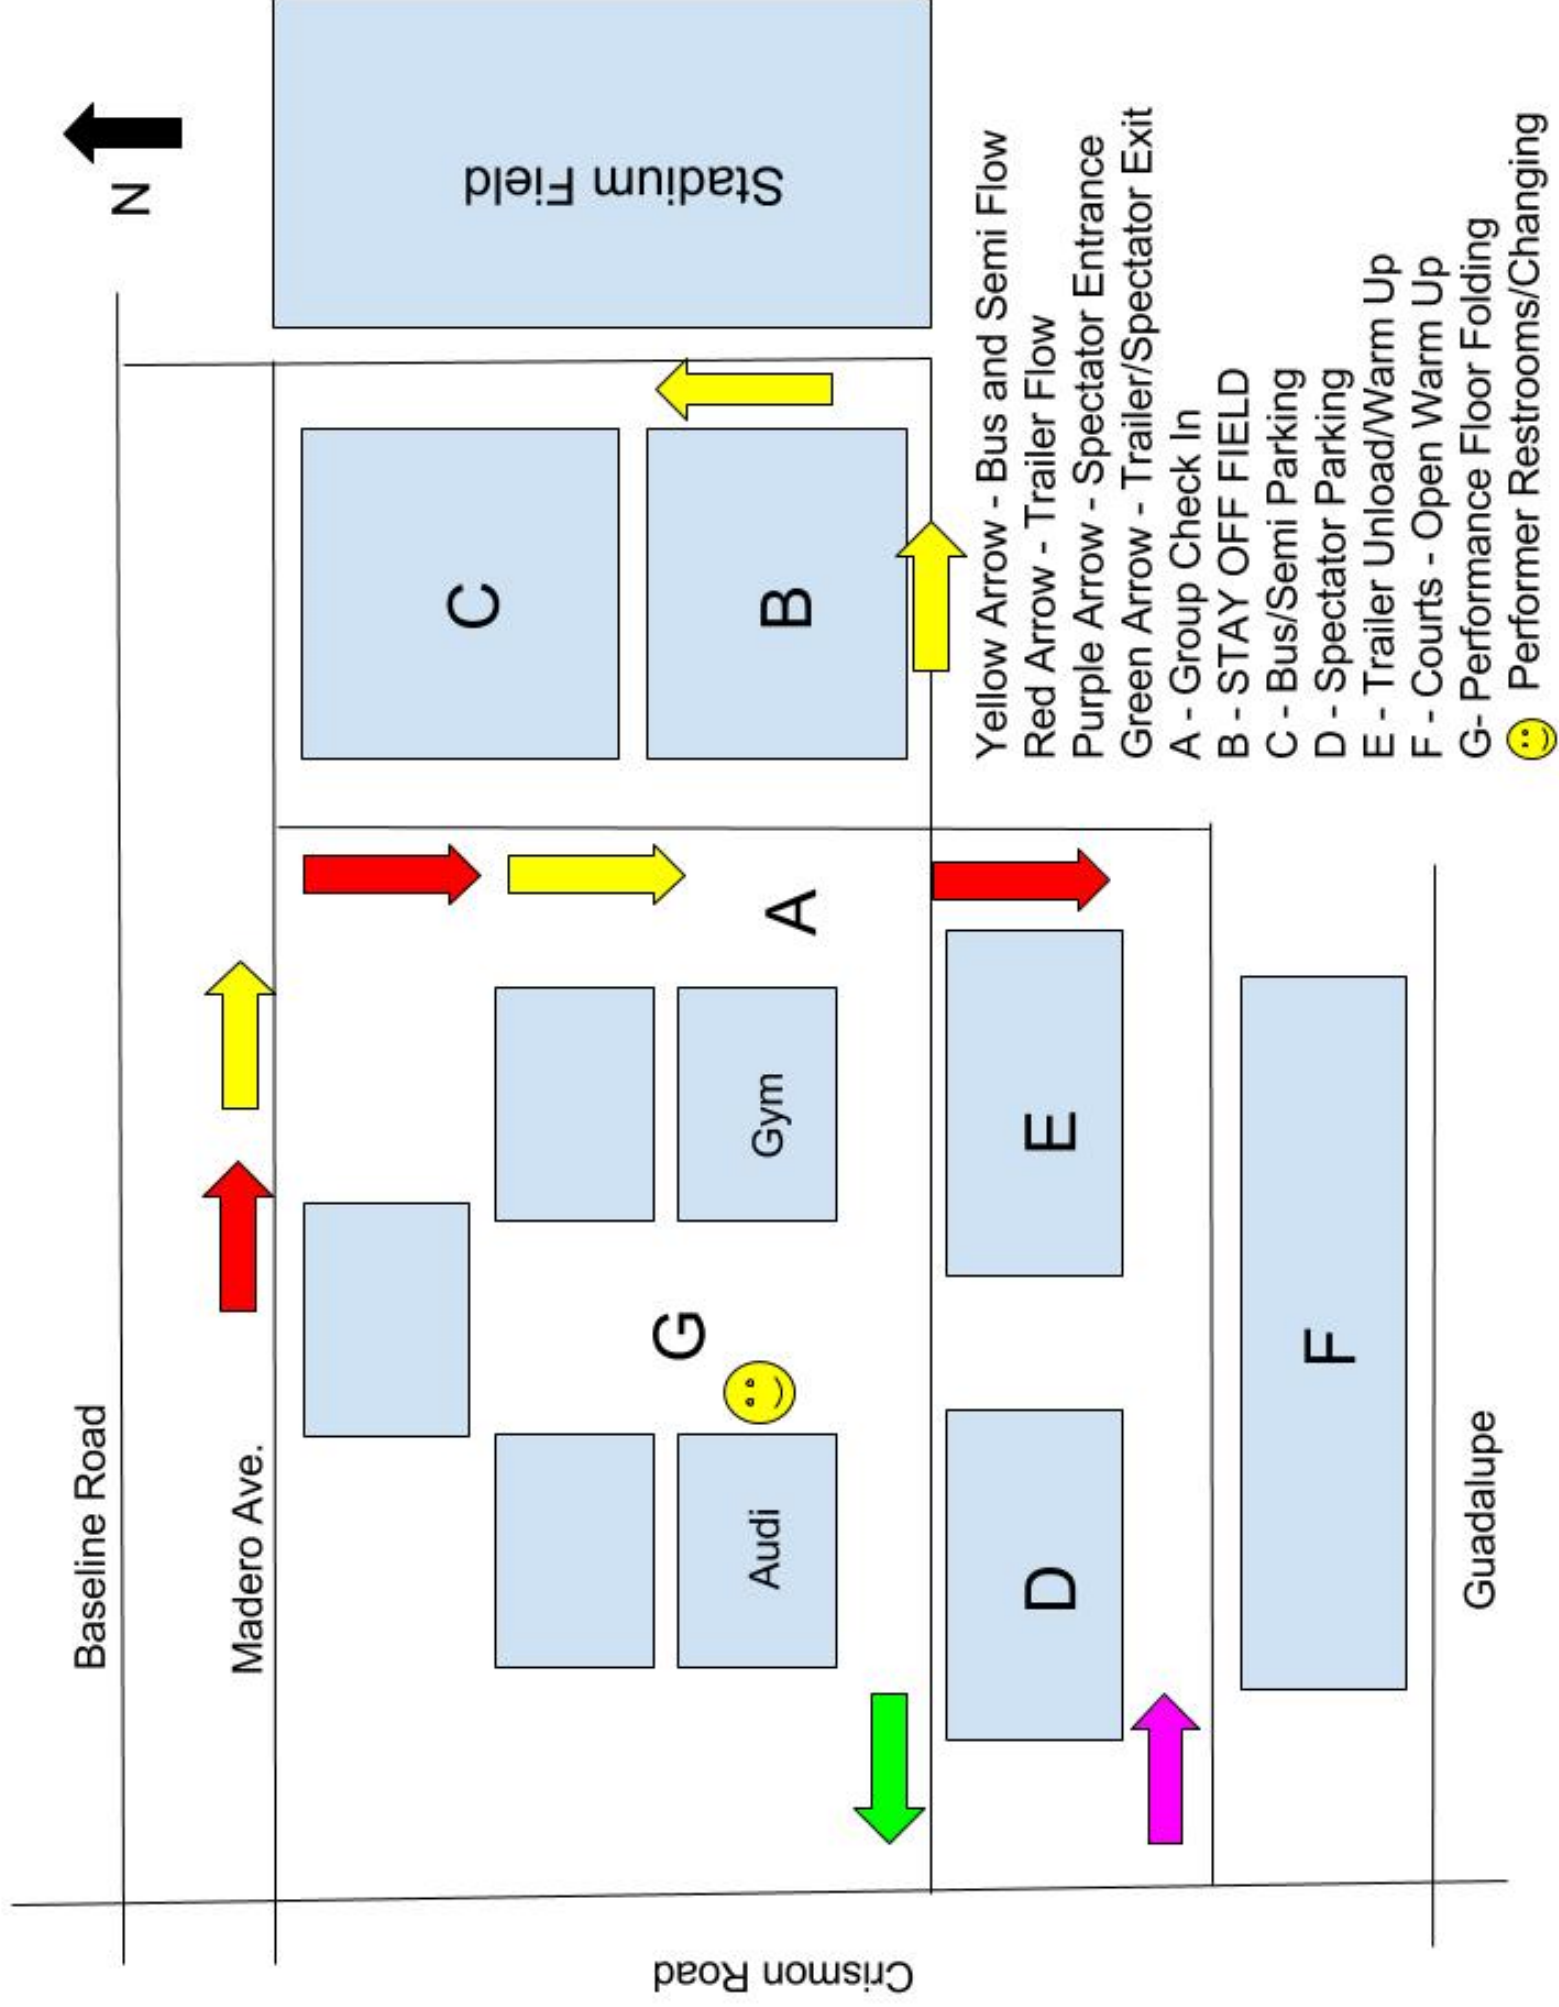 N
Baseline Road
Madero Ave.
Stadium Field
C
B
A
Gym
G
Audi
E
D
F
Guadalupe
Crismon Road
Yellow Arrow - Bus and Semi Flow
Red Arrow - Trailer Flow
Purple Arrow - Spectator Entrance
Green Arrow - Trailer/Spectator Exit
A - Group Check In
B - STAY OFF FIELD
C - Bus/Semi Parking
D - Spectator Parking
E - Trailer Unload/Warm Up
F - Courts - Open Warm Up
G- Performance Floor Folding
Performer Restrooms/Changing